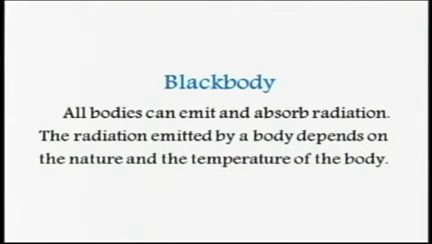 Blackbody
All bodies can emit and absorb radiation.
The radiation emitted by a body depends on
the nature and the temperature of the body.